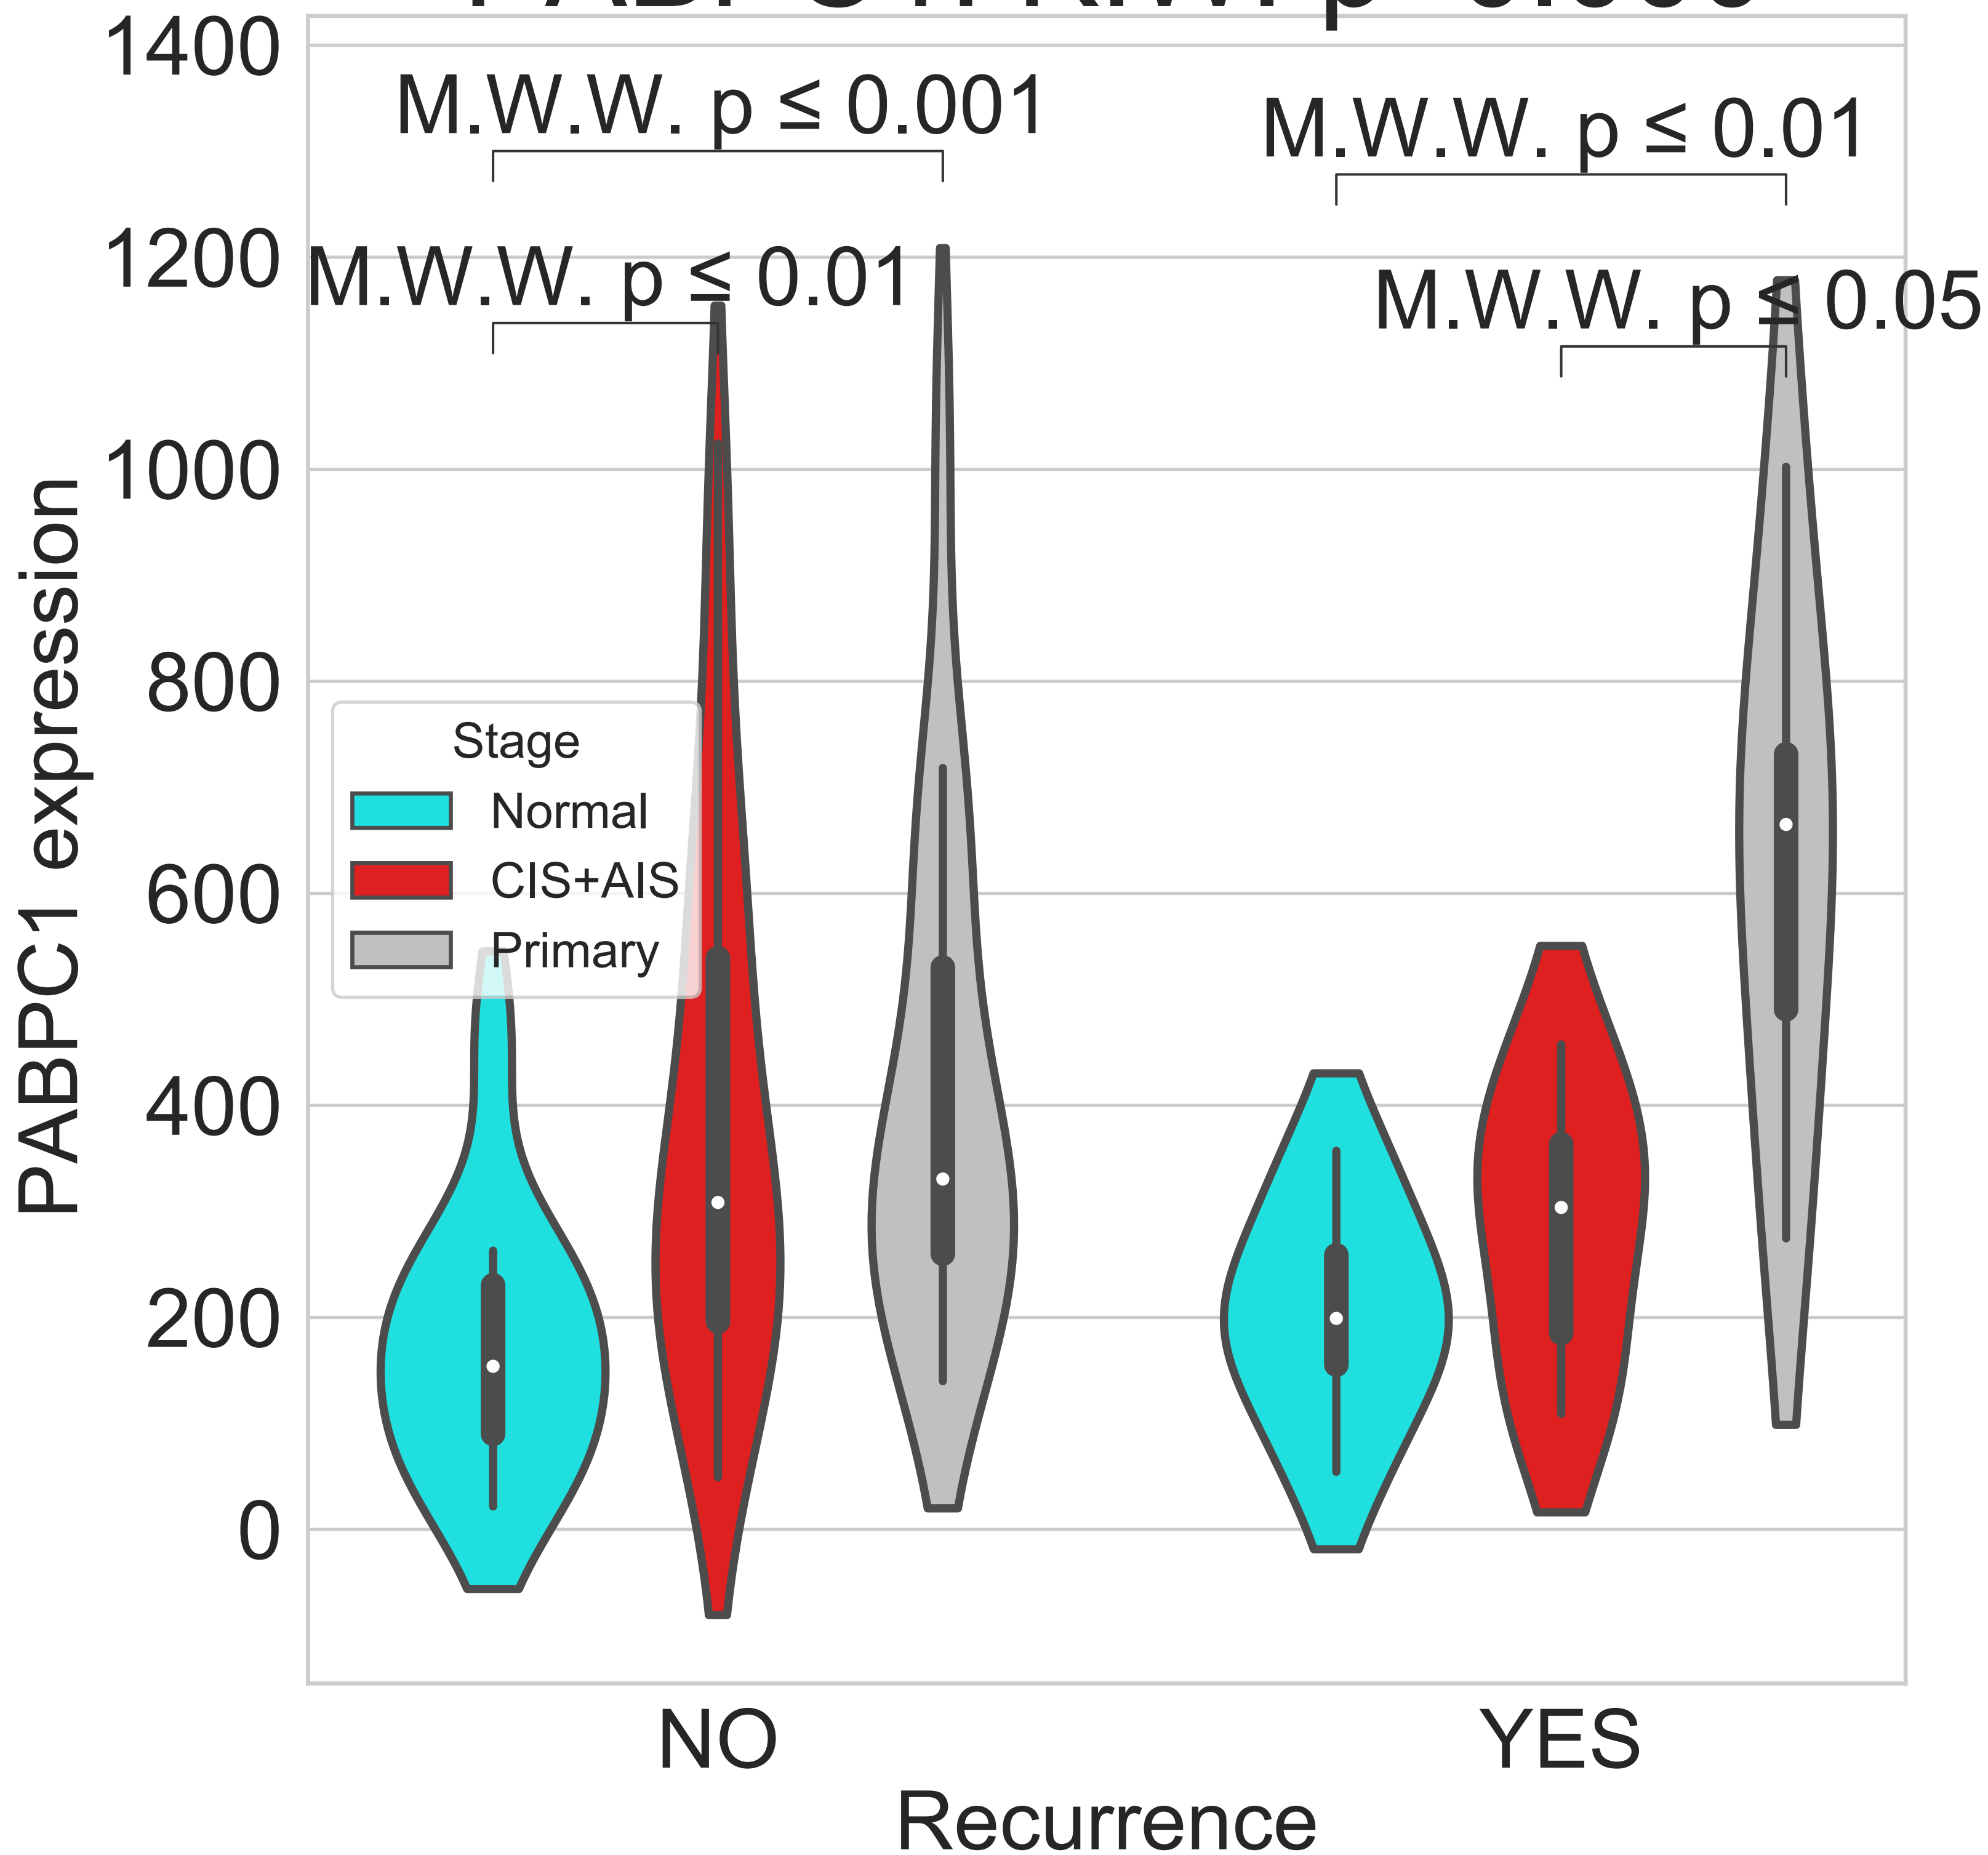 1400
M.W.W. p ≤ 0.001
M.W.W. p ≤ 0.01
1200
M.W.W. p ≤ 0.01
M.W.W. p ≤ 0.05
1000
800
600
400
200
0
PABPC1 expression
Stage
Normal
CIS+AIS
Primary
NO
YES
Recurrence